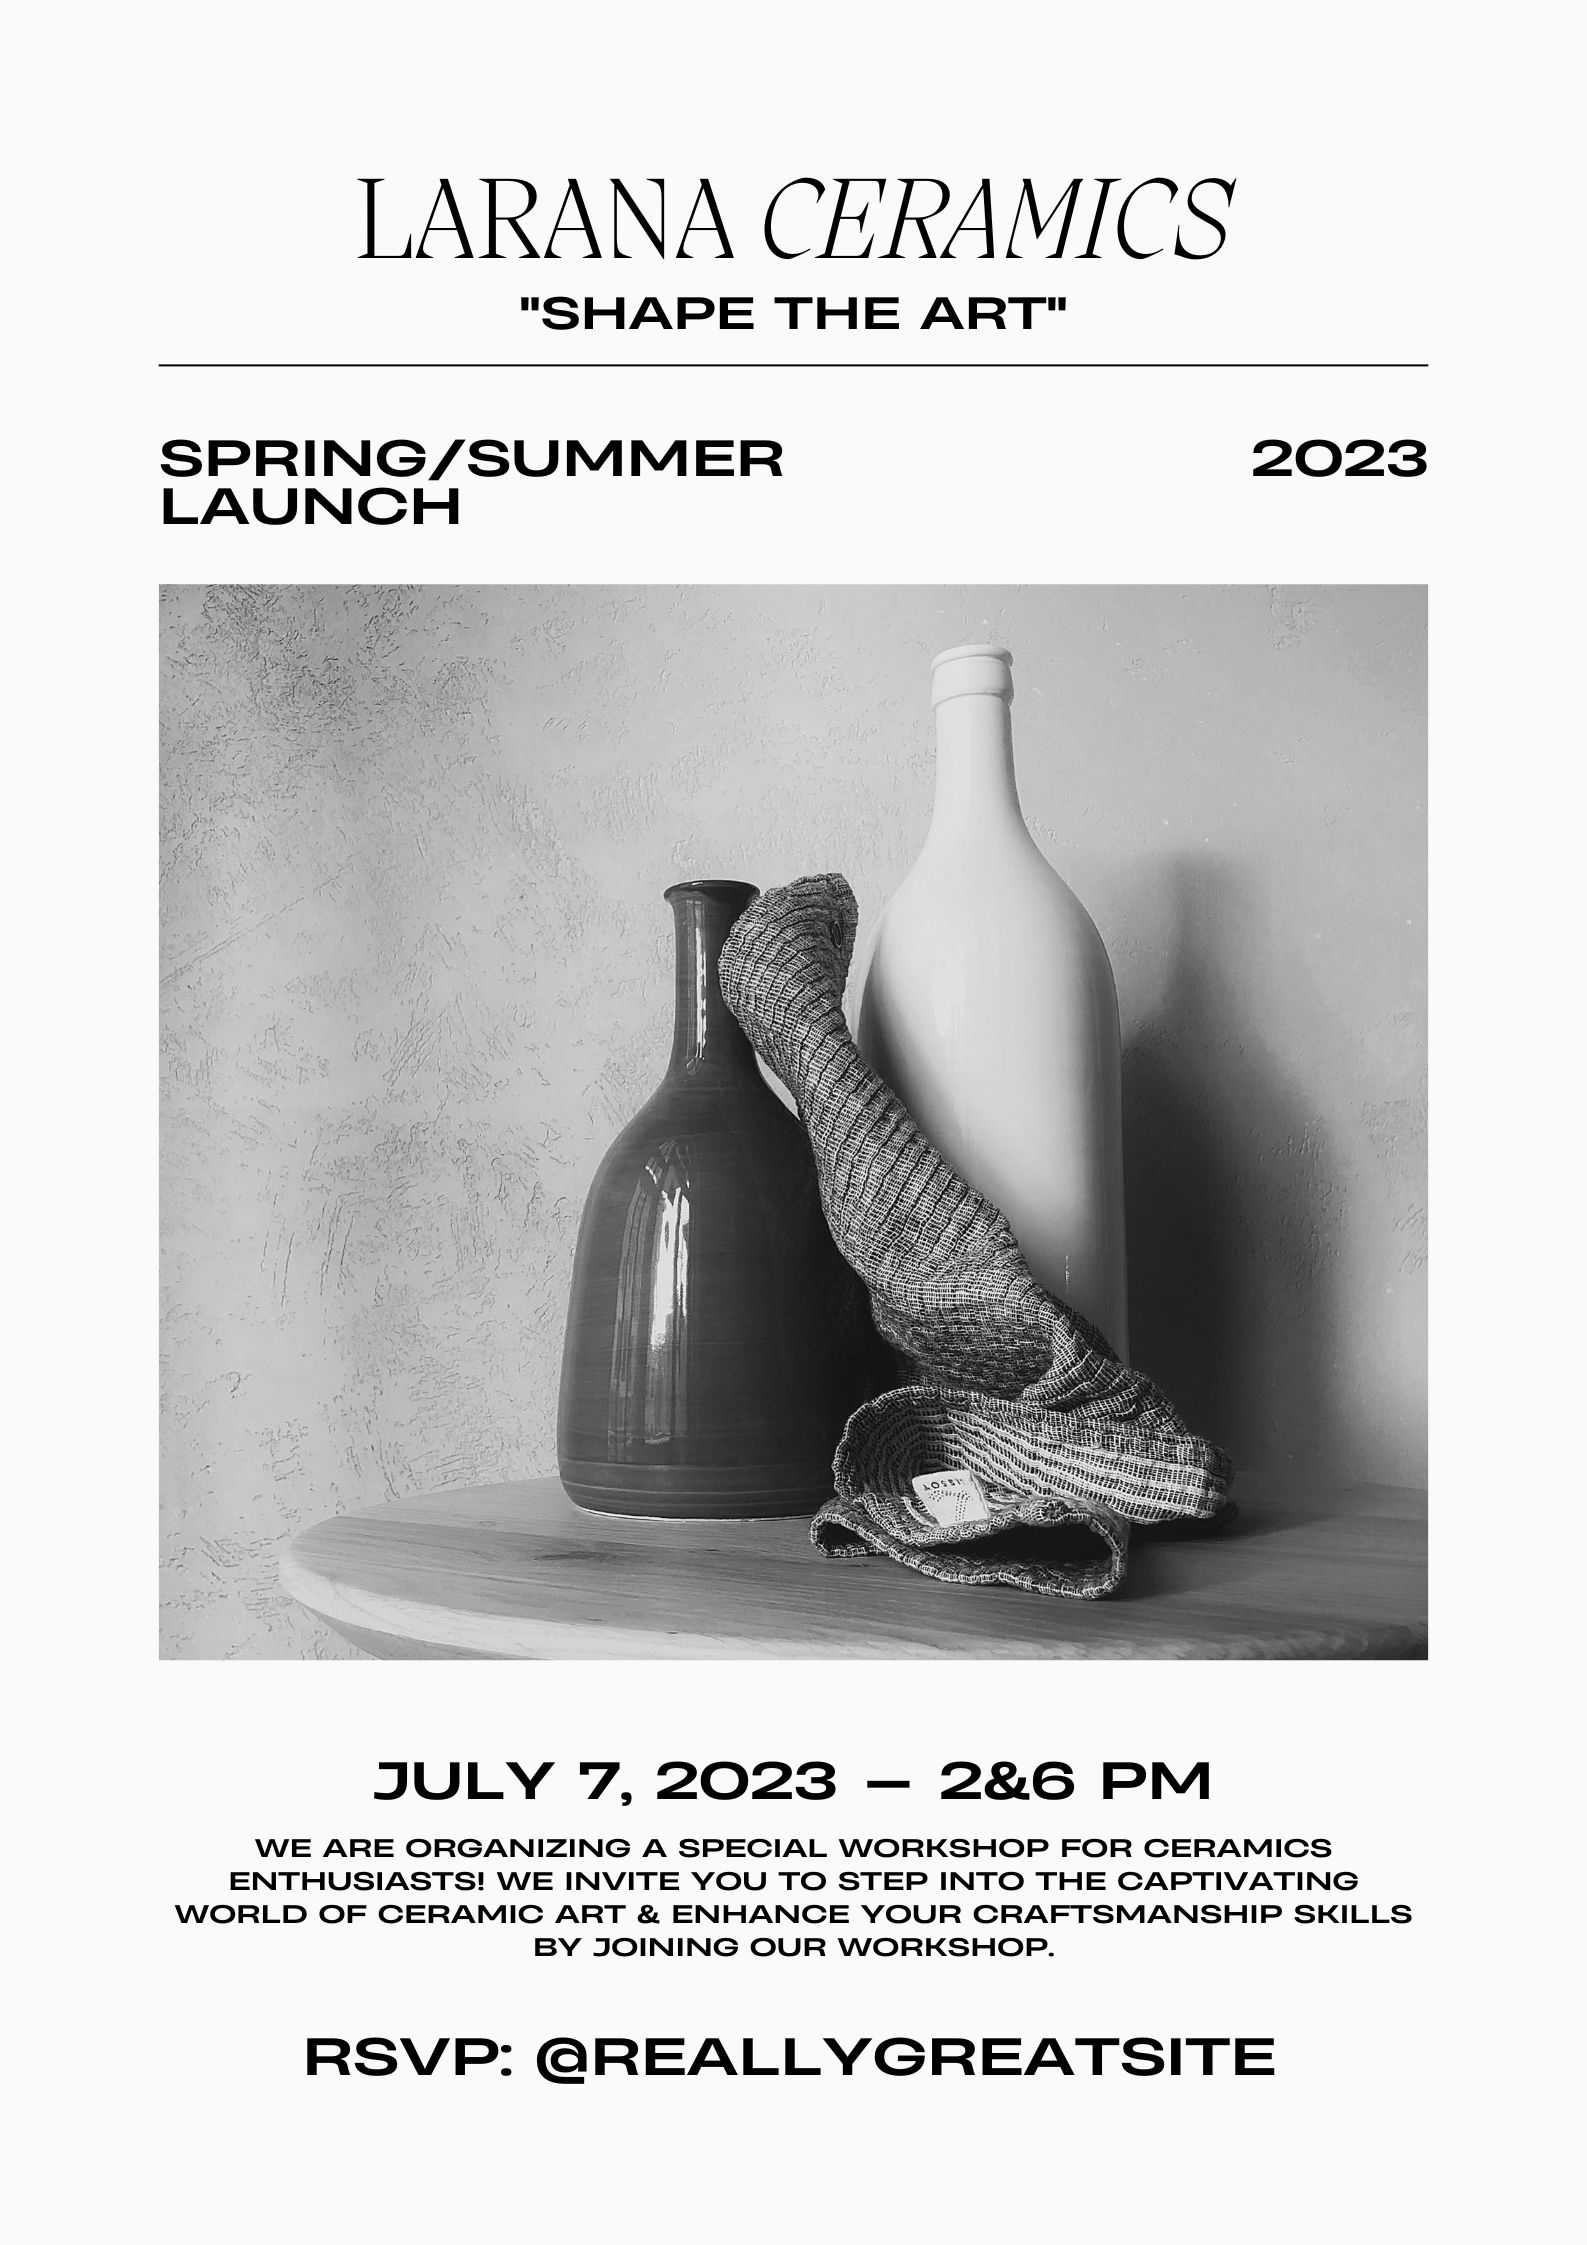 LARANA CERAMICS
"SHAPE THE ART"
SPRING/SUMMER
LAUNCH
2023
JULY 7, 2023 – 2&6 PM
WE ARE ORGANIZING A SPECIAL WORKSHOP FOR CERAMICS
ENTHUSIASTS! WE INVITE YOU TO STEP INTO THE CAPTIVATING
WORLD OF CERAMIC ART & ENHANCE YOUR CRAFTSMANSHIP SKILLS
BY JOINING OUR WORKSHOP.
RSVP: @REALLYGREATSITE